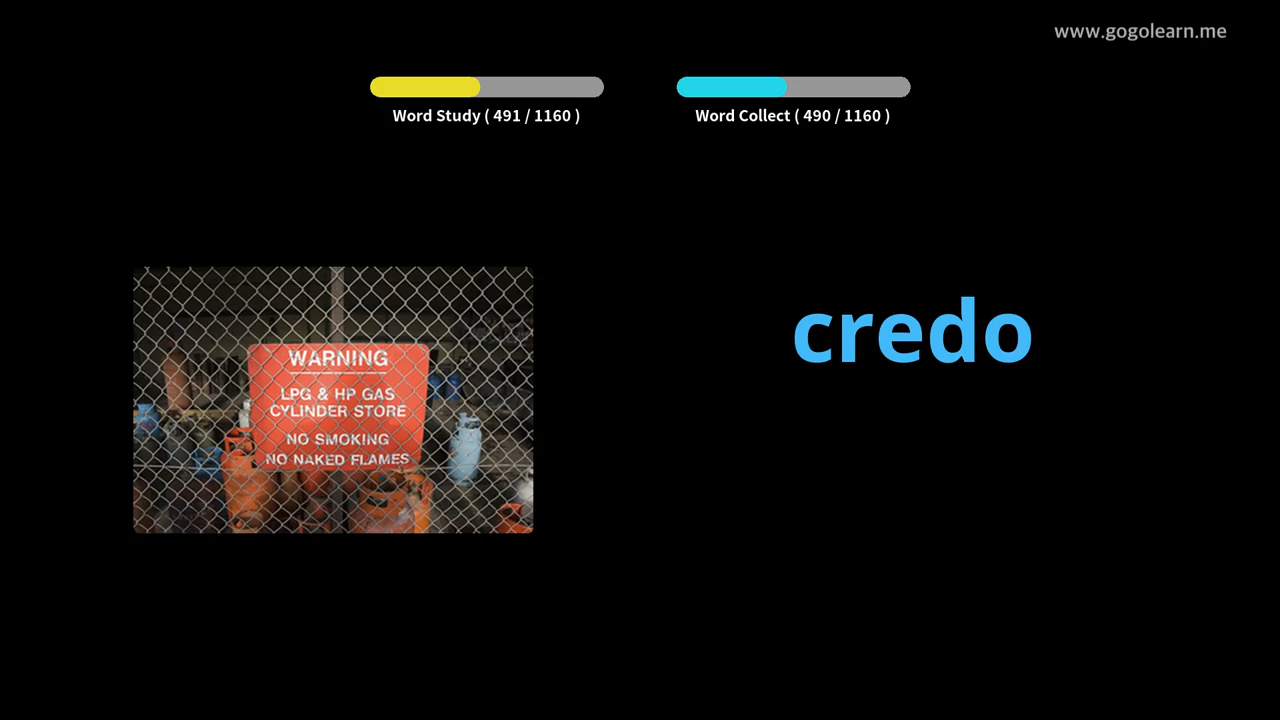 www.gogolearn.me
Word Study ( 491 / 1160 )
Word Collect ( 490 / 1160 )
WARNING
LPG & HP GAS
CYLINDER STORE
NO SMOKING
NO NAKED FLAMES
credo